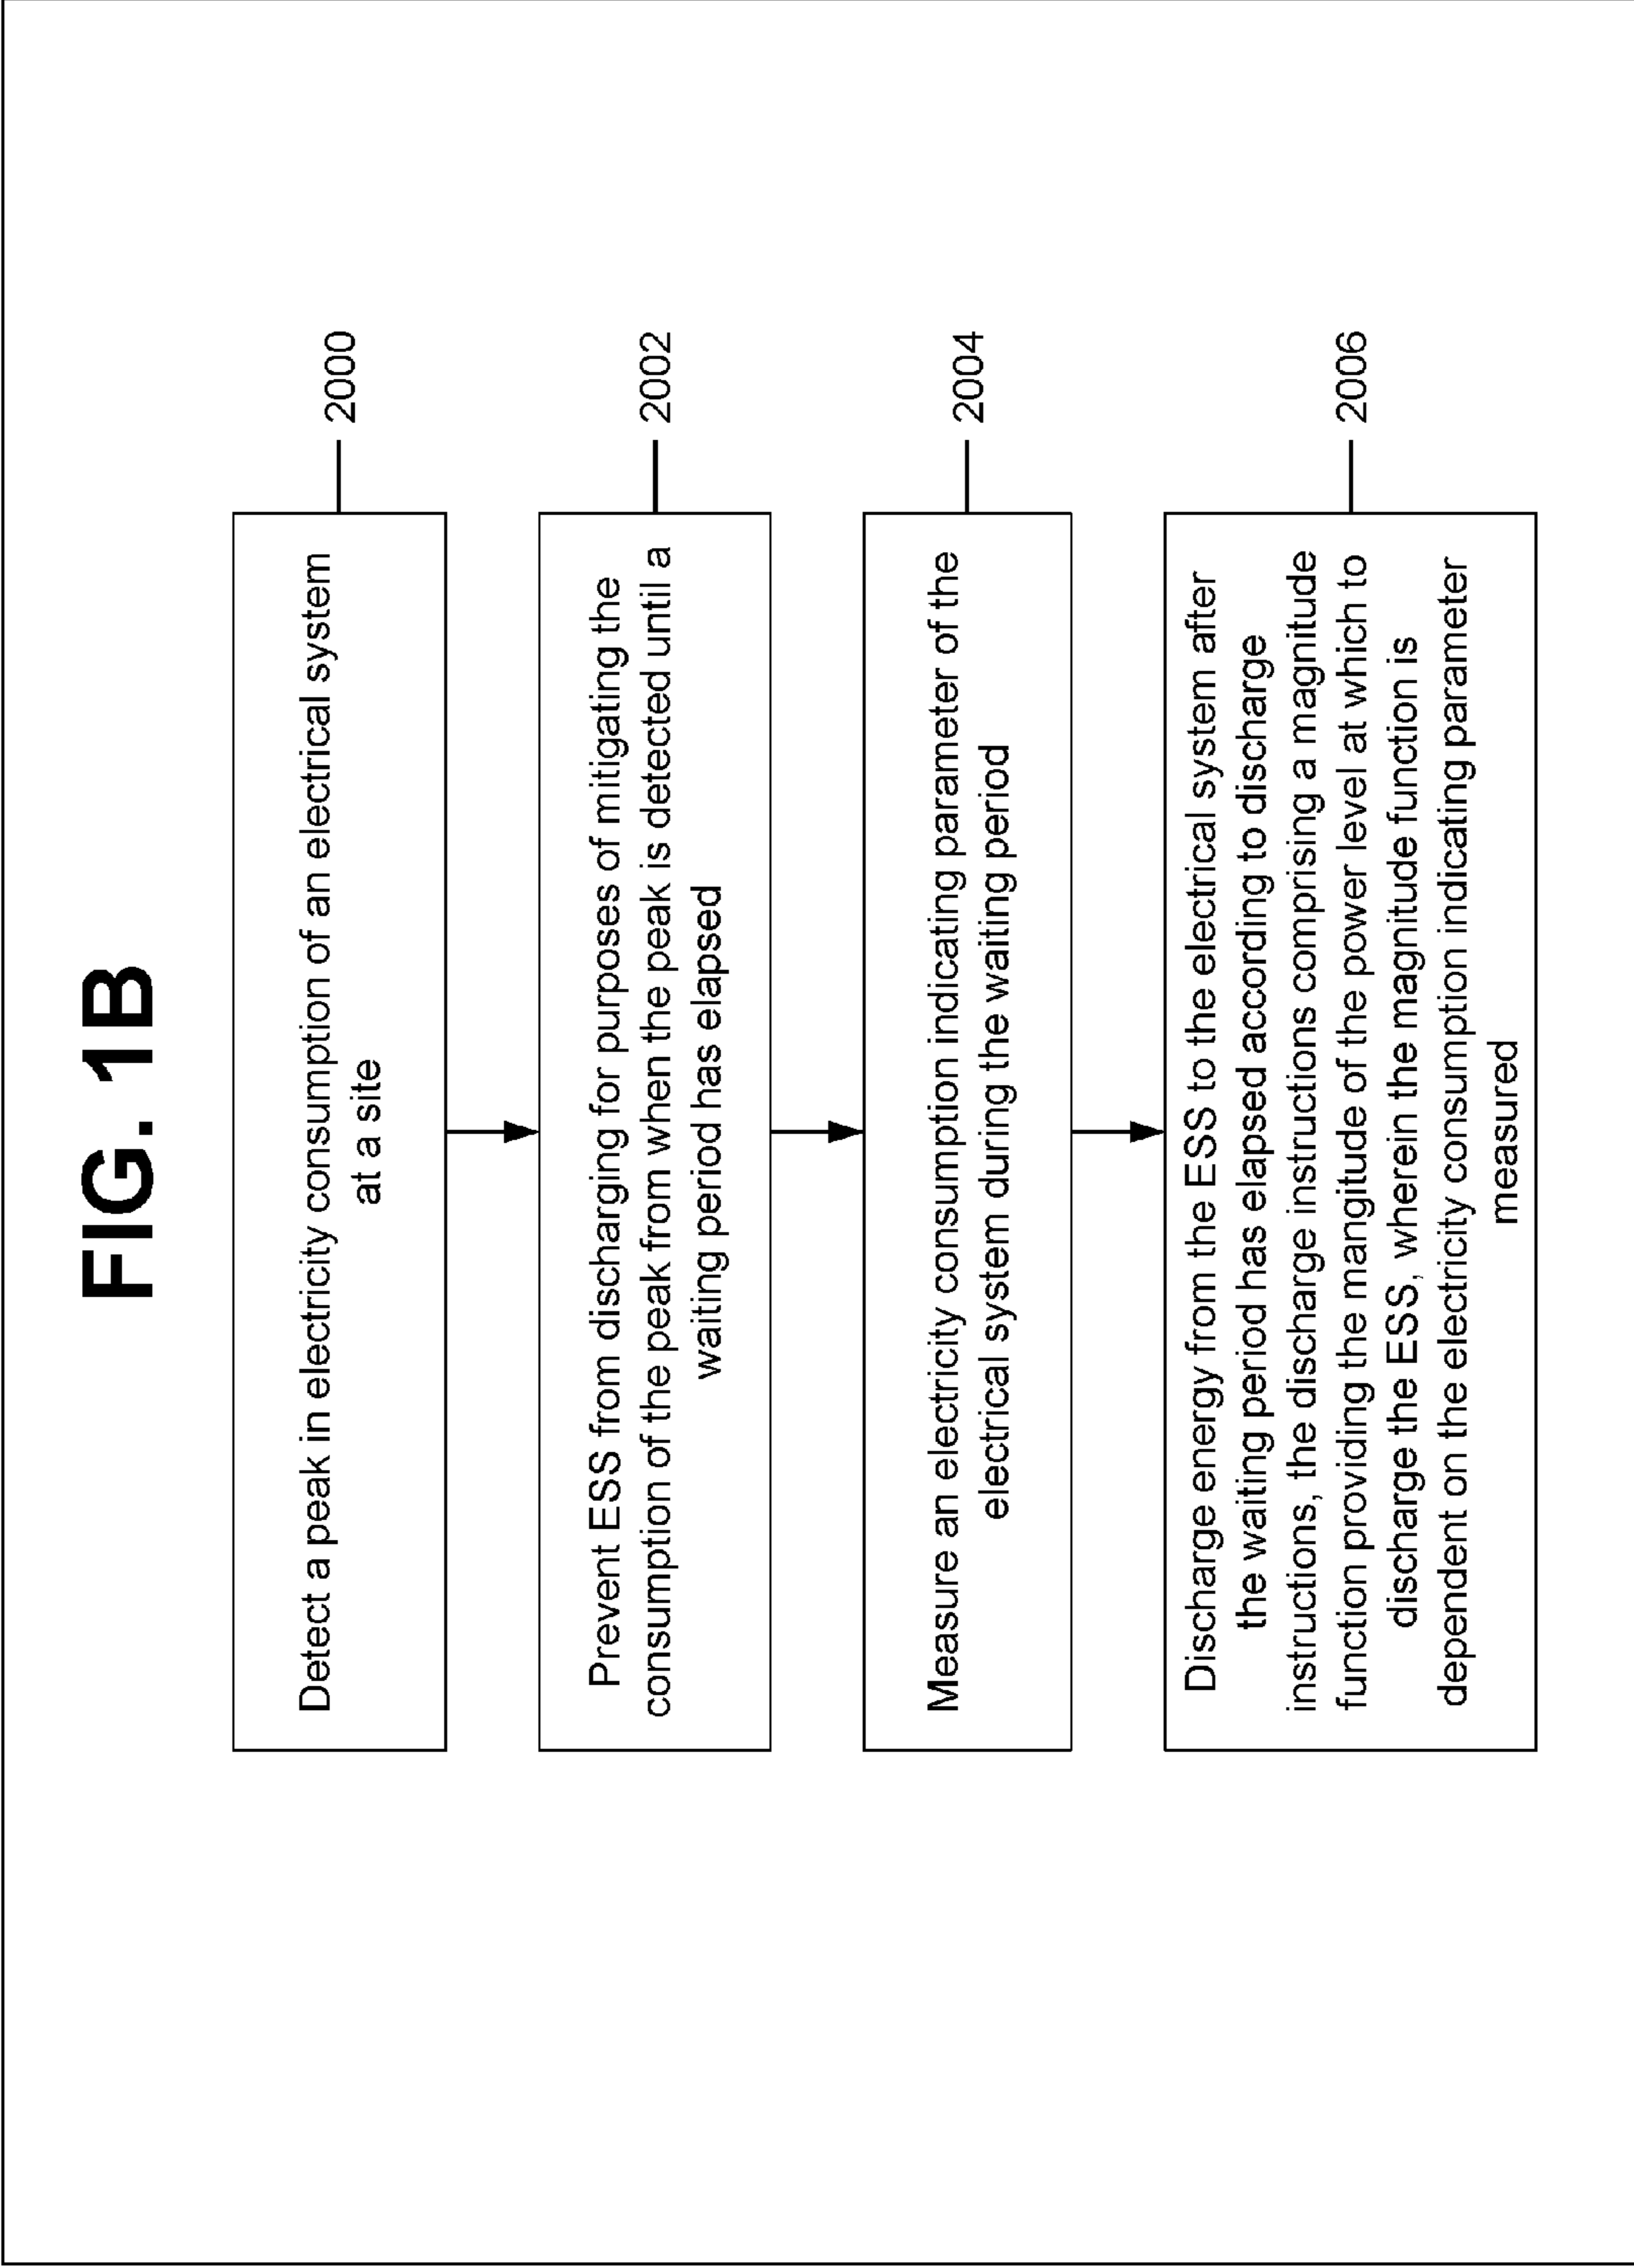 FIG. 1B
Detect a peak in electricity consumption of an electrical system
at a site
2000
Prevent ESS from discharging for purposes of mitigating the
consumption of the peak from when the peak is detected until a
waiting period has elapsed
2002
Measure an electricity consumption indicating parameter of the
electrical system during the waiting period
2004
Discharge energy from the ESS to the electrical system after
the waiting period has elapsed according to discharge
instructions, the discharge instructions comprising a magnitude
function providing the mangitude of the power level at which to
discharge the ESS, wherein the magnitude function is
dependent on the electricity consumption indicating parameter
measured
2006